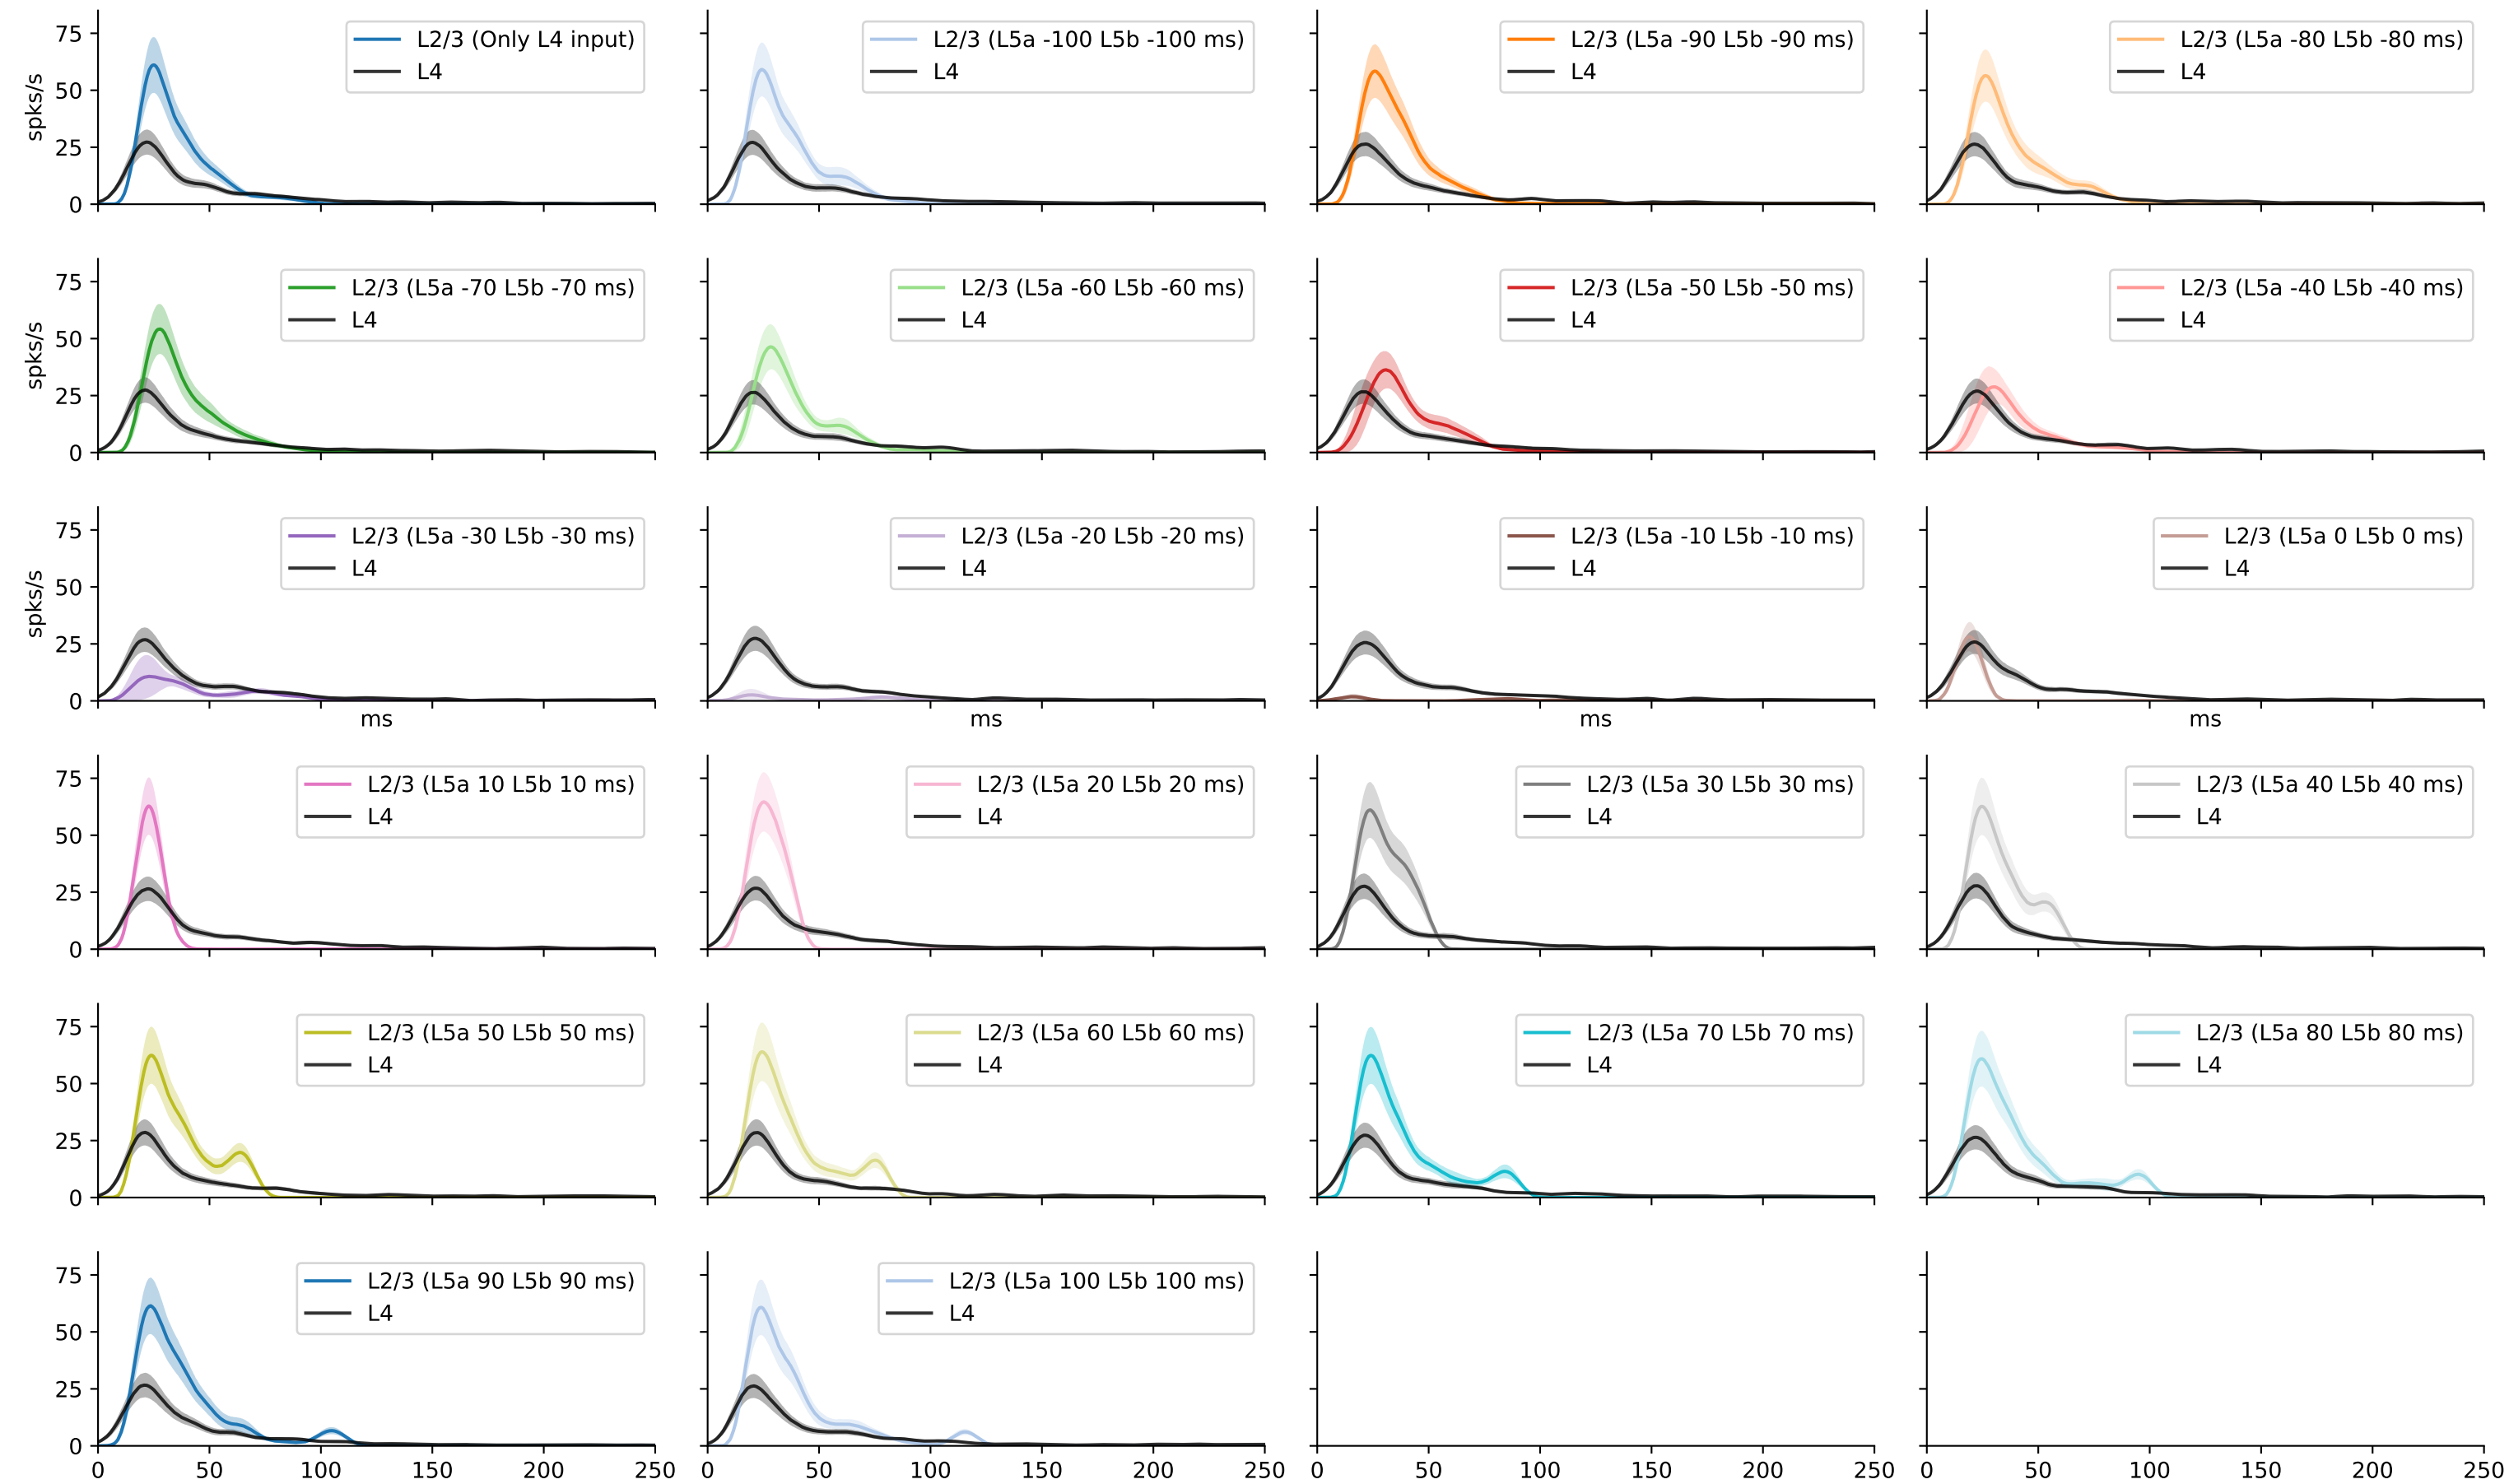 75
50
25
0
spks/s
L2/3 (Only L4 input)
L4
L2/3 (L5a -100 L5b -100 ms)
L4
L2/3 (L5a -90 L5b -90 ms)
L4
L2/3 (L5a -80 L5b -80 ms)
L4
75
50
25
0
spks/s
L2/3 (L5a -70 L5b -70 ms)
L4
L2/3 (L5a -60 L5b -60 ms)
L4
L2/3 (L5a -50 L5b -50 ms)
L4
L2/3 (L5a -40 L5b -40 ms)
L4
75
50
25
0
spks/s
L2/3 (L5a -30 L5b -30 ms)
L4
L2/3 (L5a -20 L5b -20 ms)
L4
L2/3 (L5a -10 L5b -10 ms)
L4
L2/3 (L5a 0 L5b 0 ms)
L4
ms
ms
ms
ms
75
50
25
0
L2/3 (L5a 10 L5b 10 ms)
L4
L2/3 (L5a 20 L5b 20 ms)
L4
L2/3 (L5a 30 L5b 30 ms)
L4
L2/3 (L5a 40 L5b 40 ms)
L4
75
50
25
0
L2/3 (L5a 50 L5b 50 ms)
L4
L2/3 (L5a 60 L5b 60 ms)
L4
L2/3 (L5a 70 L5b 70 ms)
L4
L2/3 (L5a 80 L5b 80 ms)
L4
75
50
25
0
L2/3 (L5a 90 L5b 90 ms)
L4
L2/3 (L5a 100 L5b 100 ms)
L4
0 50 100 150 200 250
0 50 100 150 200 250
0 50 100 150 200 250
0 50 100 150 200 250